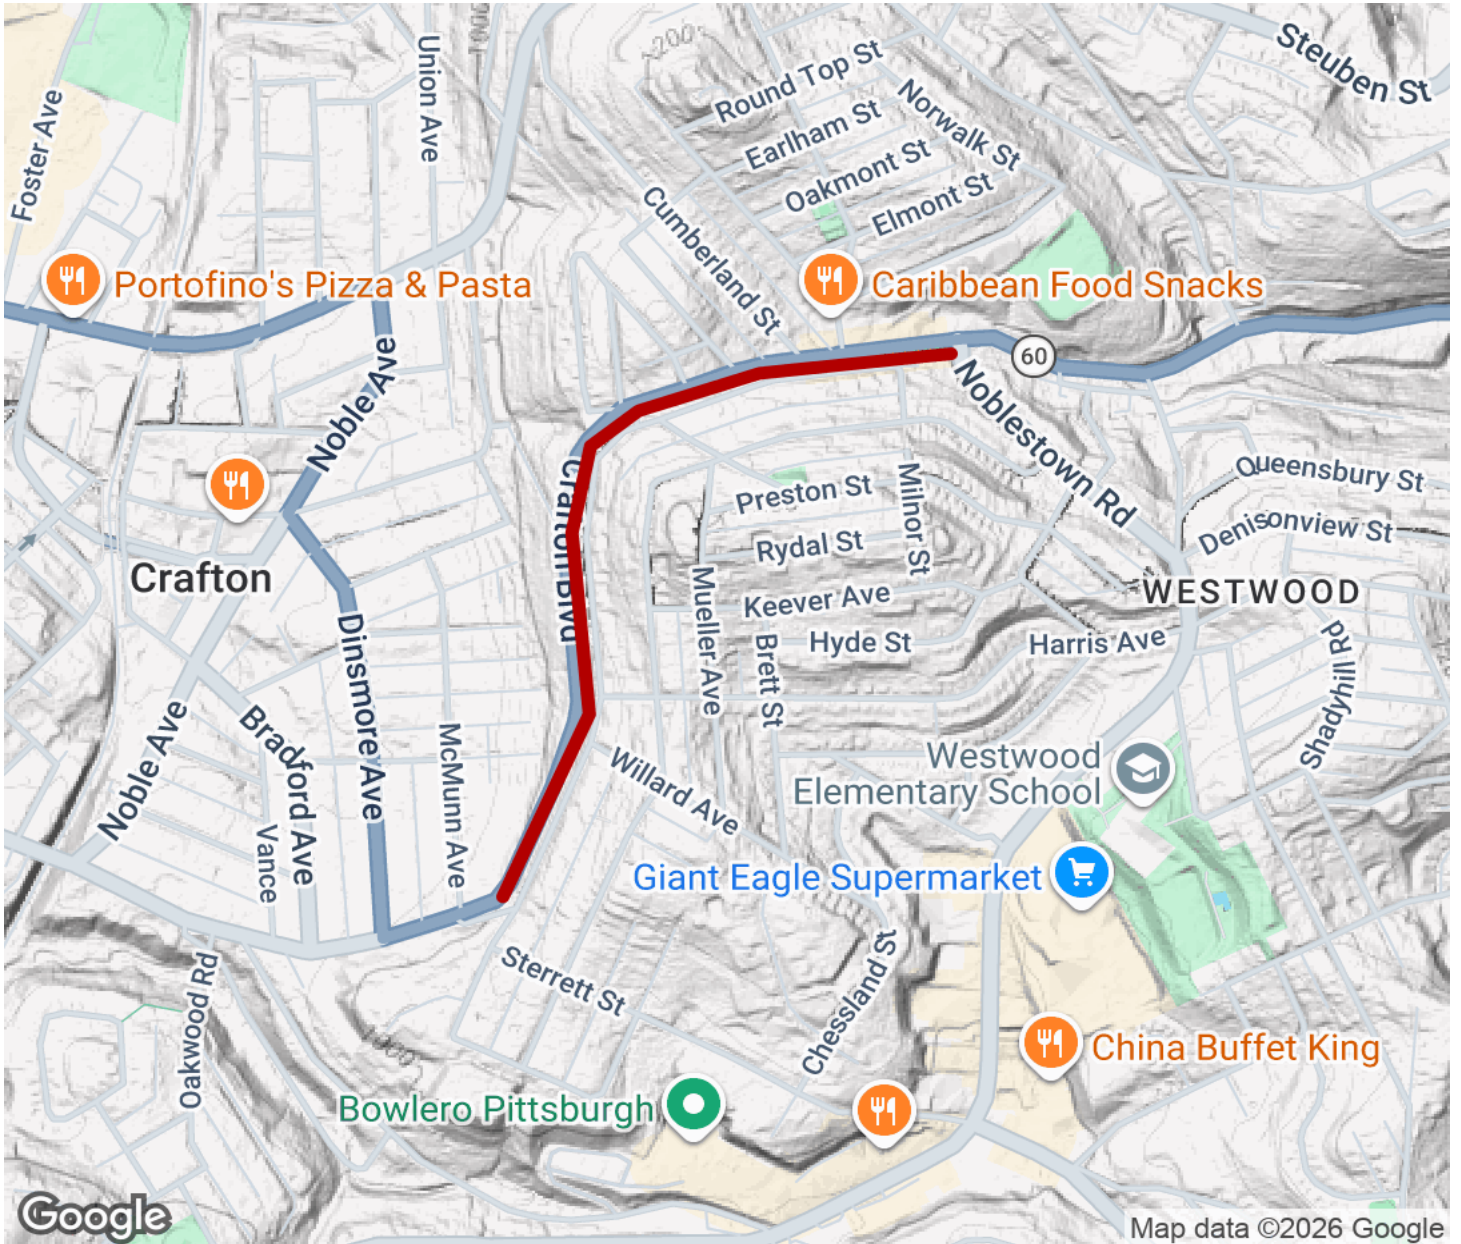 Steuben St
Union Ave
Round Top St
Foster Ave
Earlham St
Norwalk St
Oakmont St
Elmont St
Cumberland St
Portofino's Pizza & Pasta
Caribbean Food Snacks
60
Noble Ave
Noblestown Rd
Crafton Blvd
Queensbury St
Preston St
Milnor St
Denisonview St
Rydal St
Crafton
WESTWOOD
Mueller Ave
Keever Ave
Hyde St
Harris Ave
Brett St
Shadyhill Rd
Dinsmore Ave
Noble Ave
Bradford Ave
McMunn Ave
Willard Ave
Westwood
Elementary School
Vance
Giant Eagle Supermarket
Sterrett St
Chessland St
Oakwood Rd
China Buffet King
Bowlero Pittsburgh
Google
Map data ©2026 Google